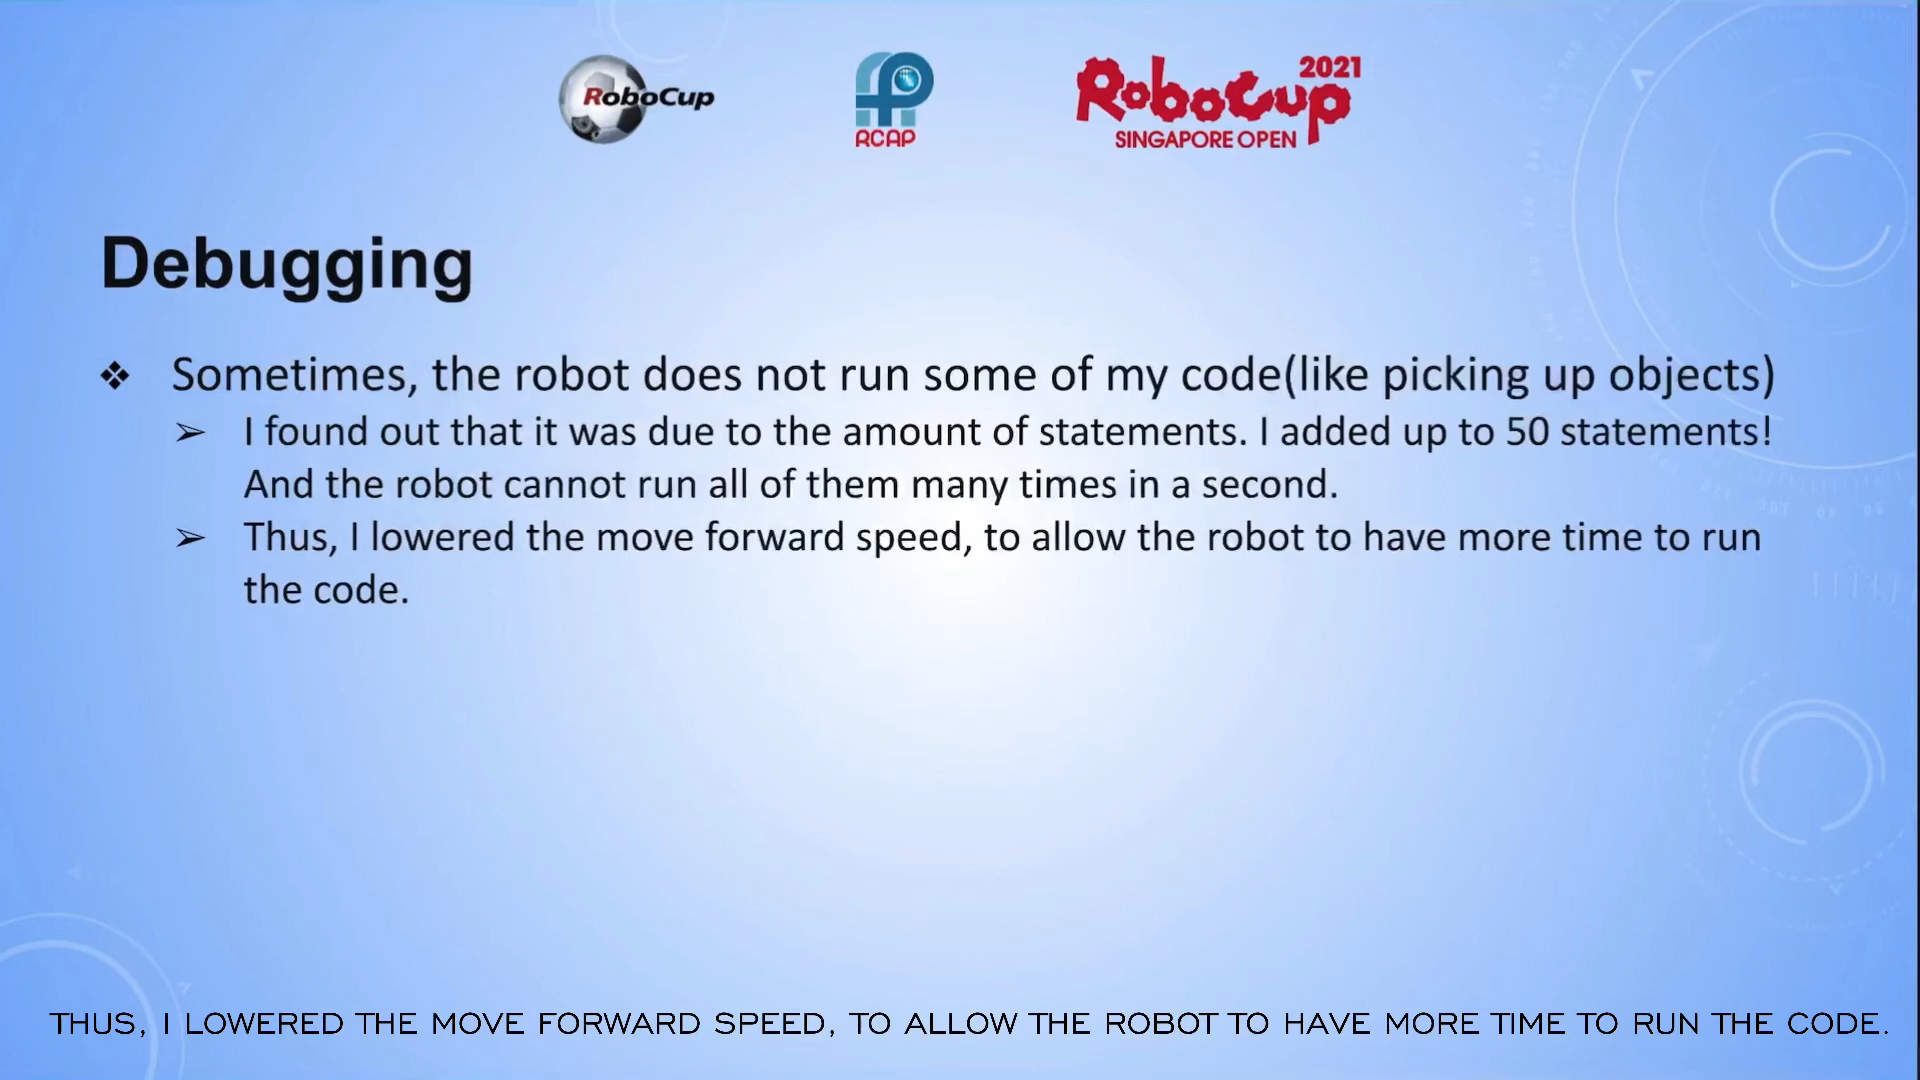 RoboCup
RCAP
RoboCup 2021
SINGAPORE OPEN
Debugging
❖ Sometimes, the robot does not run some of my code(like picking up objects)
➢ I found out that it was due to the amount of statements. I added up to 50 statements!
And the robot cannot run all of them many times in a second.
➢ Thus, I lowered the move forward speed, to allow the robot to have more time to run
the code.
THUS, I LOWERED THE MOVE FORWARD SPEED, TO ALLOW THE ROBOT TO HAVE MORE TIME TO RUN THE CODE.